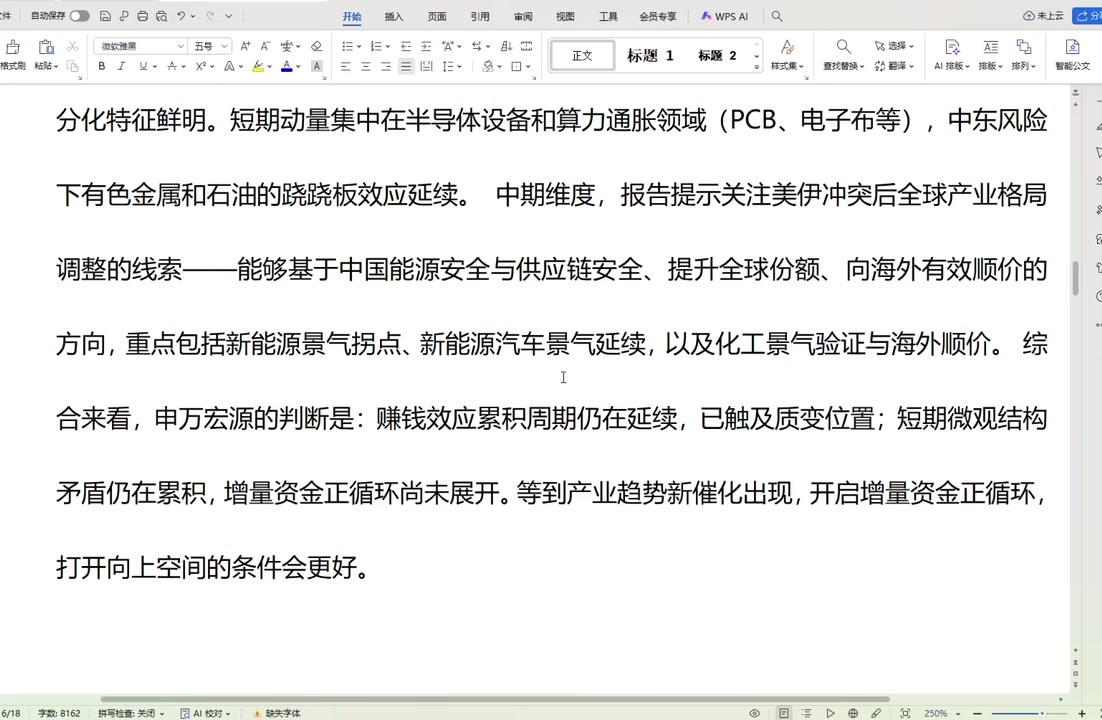 文件 自动保存 开始 插入 页面 引用 审阅 视图 工具 会员专享 WPS AI 未上云
格式刷 粘贴 微软雅黑 五号 正文 标题 1 标题 2 样式集 查找替换 选择 翻译 AI 排版 排版 排列 智能公文
分化特征鲜明。短期动量集中在半导体设备和算力通胀领域（PCB、电子布等），中东风险
下有色金属和石油的跷跷板效应延续。 中期维度，报告提示关注美伊冲突后全球产业格局
调整的线索——能够基于中国能源安全与供应链安全、提升全球份额、向海外有效顺价的
方向，重点包括新能源景气拐点、新能源汽车景气延续，以及化工景气验证与海外顺价。 综
合来看，申万宏源的判断是：赚钱效应累积周期仍在延续，已触及质变位置；短期微观结构
矛盾仍在累积，增量资金正循环尚未展开。等到产业趋势新催化出现，开启增量资金正循环，
打开向上空间的条件会更好。
6/18 字数: 8162 拼写检查: 关闭 AI 校对 缺失字体 250%